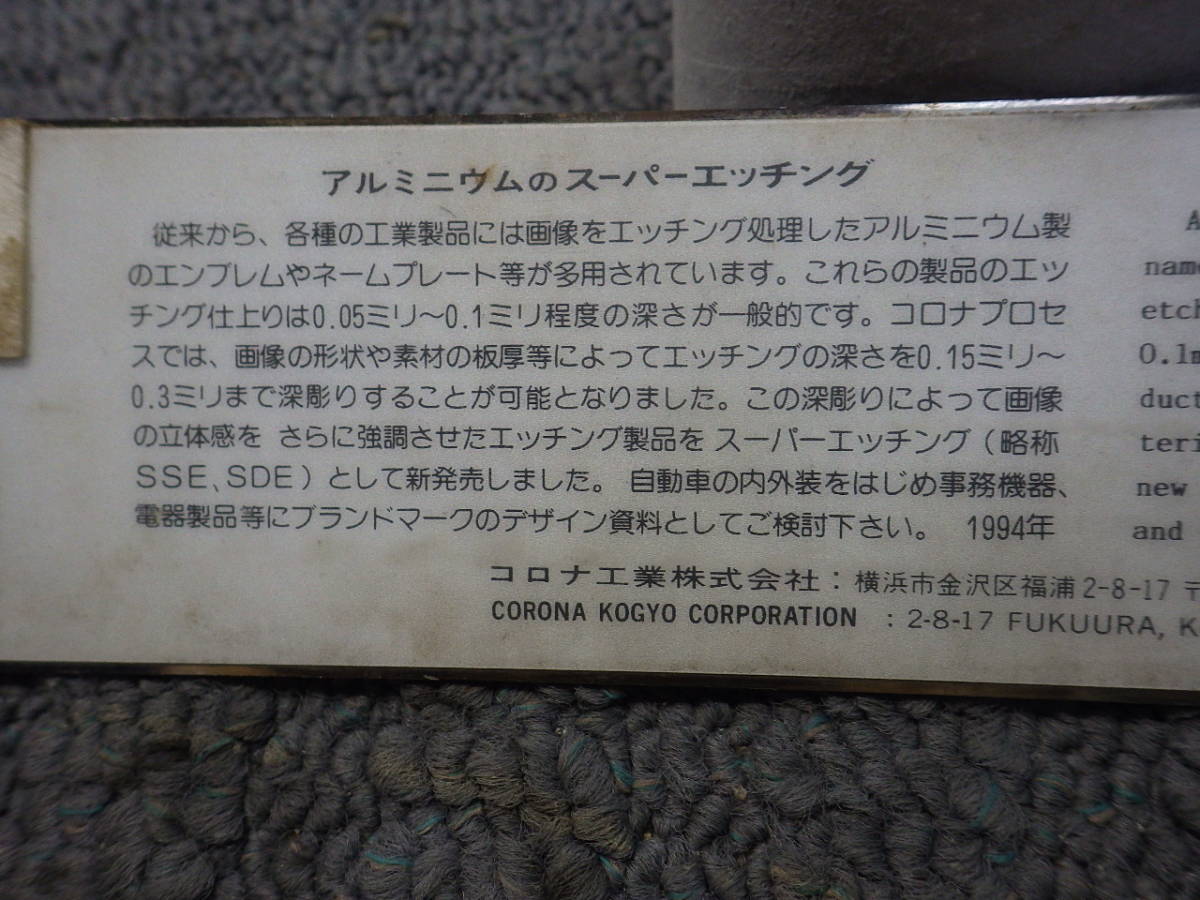 アルミニウムのスーパーエッチング
従来から、各種の工業製品には画像をエッチング処理したアルミニウム製
のエンブレムやネームプレート等が多用されています。これらの製品のエッ
チング仕上りは0.05ミリ～0.1ミリ程度の深さが一般的です。コロナプロセ
スでは、画像の形状や素材の板厚等によってエッチングの深さを0.15ミリ～
0.3ミリまで深彫りすることが可能となりました。この深彫りによって画像
の立体感を さらに強調させたエッチング製品を スーパーエッチング(略称
SSE、SDE)として新発売しました。 自動車の内外装をはじめ事務機器、
電器製品等にブランドマークのデザイン資料としてご検討下さい。 1994年
コロナ工業株式会社：横浜市金沢区福浦2-8-17 〒
CORONA KOGYO CORPORATION : 2-8-17 FUKUURA, K
A
name
etch
0.1m
duct
teri
new
and